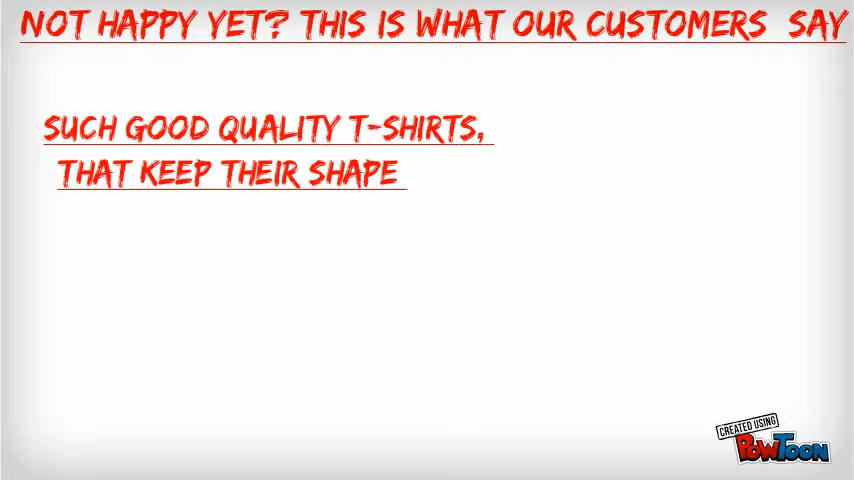 NOT HAPPY YET? THIS IS WHAT OUR CUSTOMERS SAY
SUCH GOOD QUALITY T-SHIRTS,
THAT KEEP THEIR SHAPE
CREATED USING
POWTOON